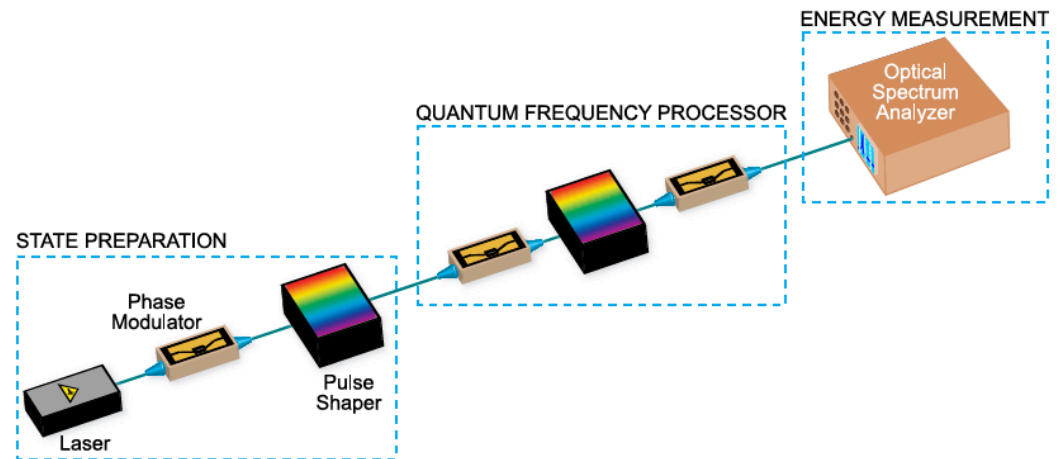 ENERGY MEASUREMENT
Optical
Spectrum
Analyzer
QUANTUM FREQUENCY PROCESSOR
STATE PREPARATION
Phase
Modulator
Pulse
Shaper
Laser